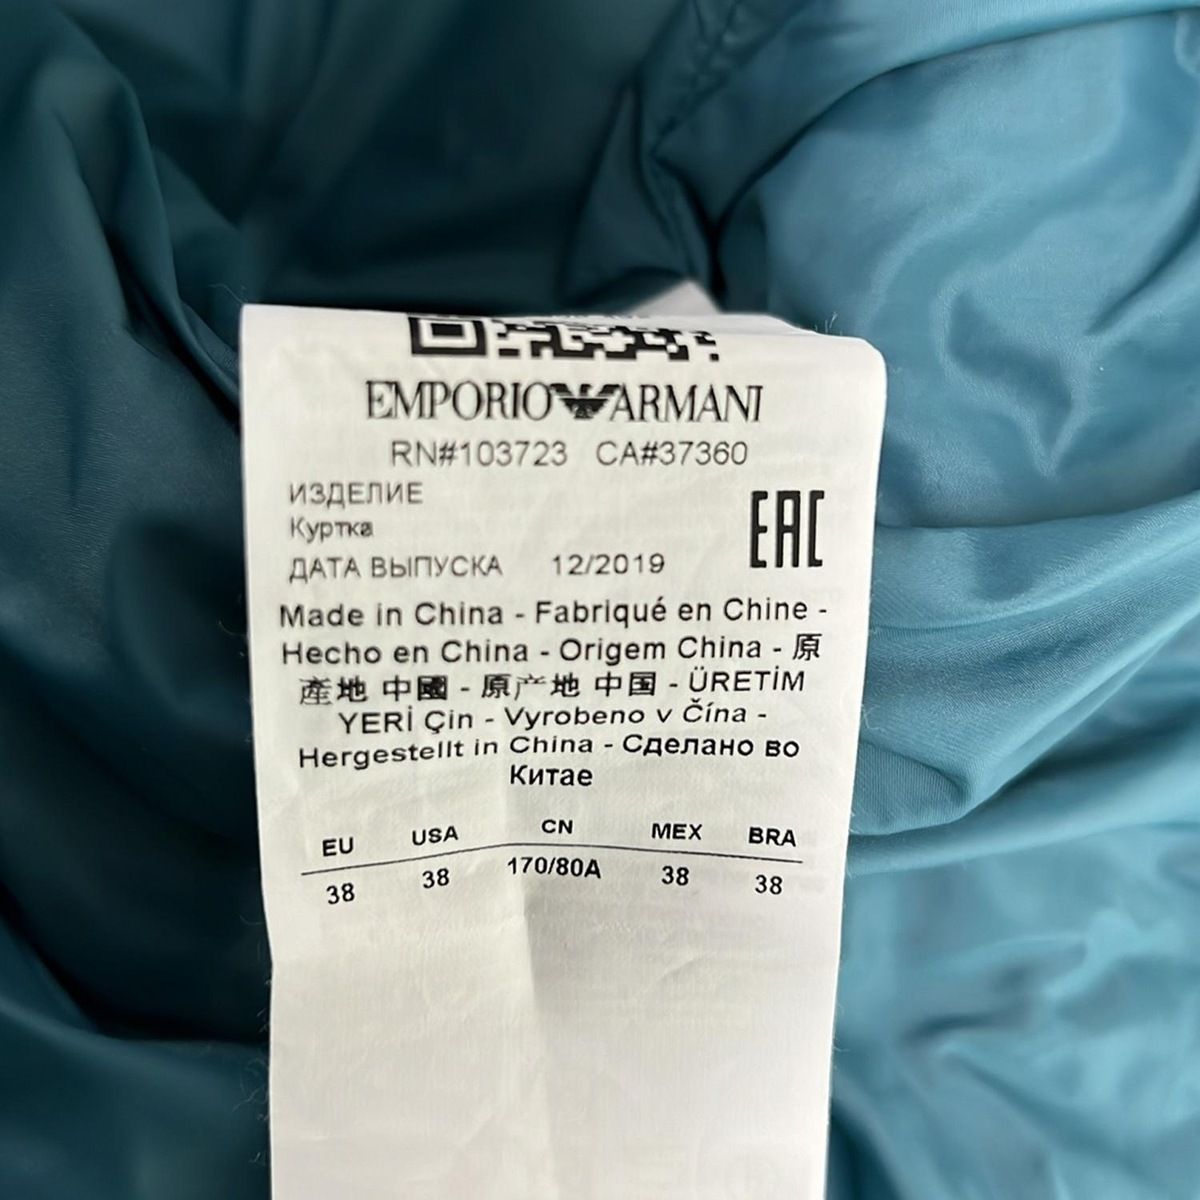 EMPORIO ARMANI
RN#103723 CA#37360
ИЗДЕЛИЕ
Куртка
EAC
ДАТА ВЫПУСКА 12/2019
Made in China - Fabriqué en Chine -
Hecho en China - Origem China - 原
產地 中國 - 原产地 中国 - ÜRETİM
YERİ Çin - Vyrobeno v Čína -
Hergestellt in China - Сделано во
Китае
EU USA CN MEX BRA
38 38 170/80A 38 38